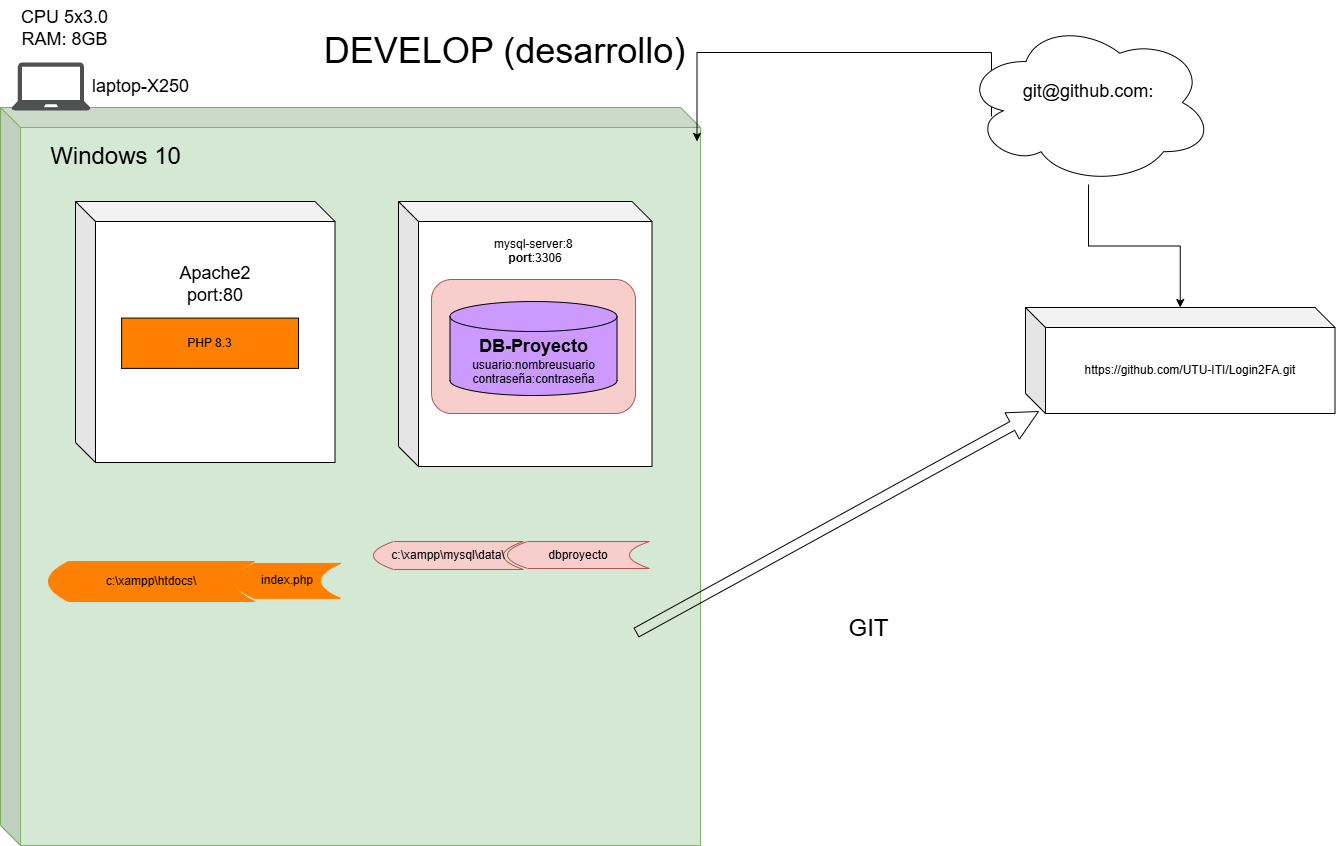 CPU 5x3.0
RAM: 8GB
laptop-X250
DEVELOP (desarrollo)
git@github.com:
Windows 10
Apache2
port:80
PHP 8.3
mysql-server:8
port:3306
DB-Proyecto
usuario:nombreusuario
contraseña:contraseña
https://github.com/UTU-ITI/Login2FA.git
c:\xampp\htdocs\
index.php
c:\xampp\mysql\data\
dbproyecto
GIT